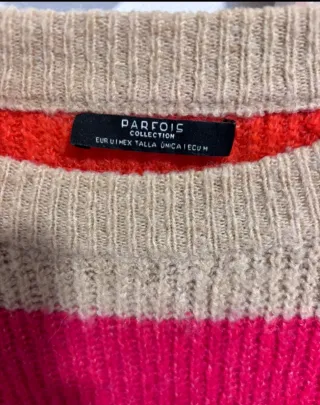 PARFOIS
COLLECTION
EUR U | MEX TALLA ÚNICA | ECU M